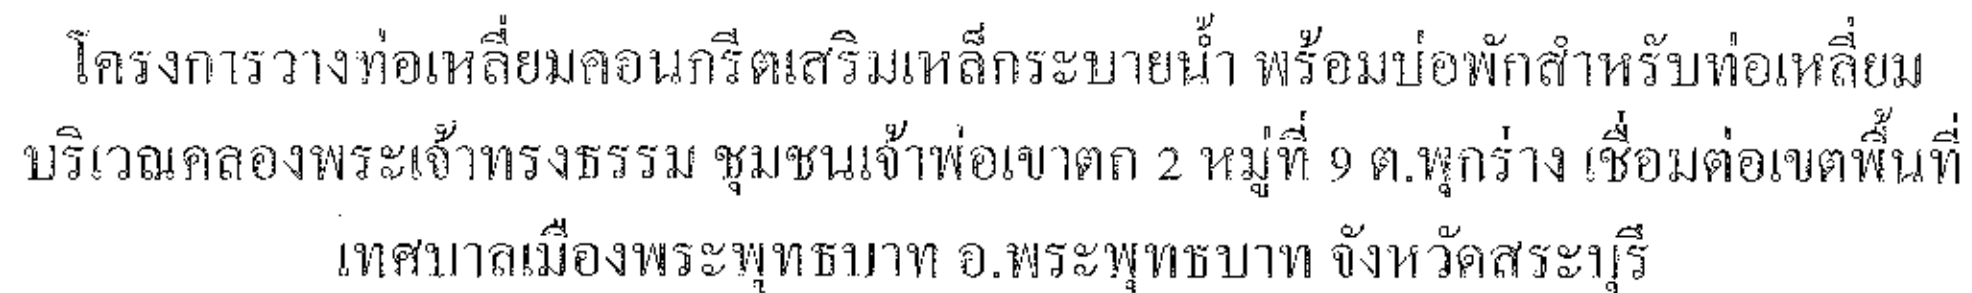 โครงการวางท่อเหลี่ยมคอนกรีตเสริมเหล็กระบายน้ำ พร้อมบ่อพักสำหรับท่อเหลี่ยม
บริเวณคลองพระเจ้าทรงธรรม ชุมชนเจ้าพ่อเขาตก 2 หมู่ที่ 9 ต.พุกร่าง เชื่อมต่อเขตพื้นที่
เทศบาลเมืองพระพุทธบาท อ.พระพุทธบาท จังหวัดสระบุรี